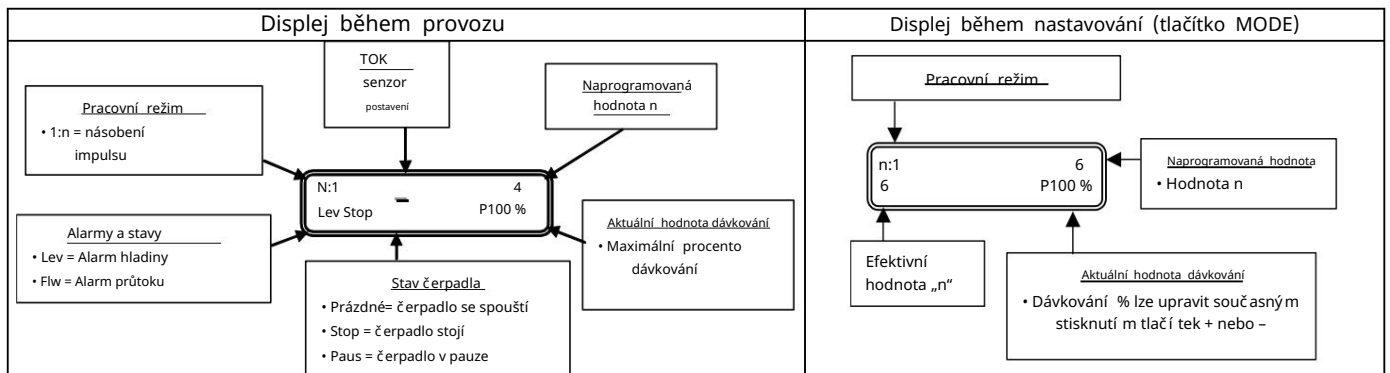 Displej během provozu
TOK
senzor
postavení
Naprogramovaná
hodnota n
Pracovní režim
• 1:n = násobení
impulsu
N:1 4
Lev Stop – P100 %
Alarmy a stavy
• Lev = Alarm hladiny
• Flw = Alarm průtoku
Aktuální hodnota dávkování
• Maximální procento
dávkování
Stav čerpadla
• Prázdné= čerpadlo se spouští
• Stop = čerpadlo stojí
• Paus = čerpadlo v pauze
Displej během nastavování (tlačítko MODE)
Pracovní režim
n:1 6
6 P100 %
Naprogramovaná hodnota
• Hodnota n
Efektivní
hodnota „n“
Aktuální hodnota dávkování
• Dávkování % lze upravit současným
stisknutím tlačítek + nebo –